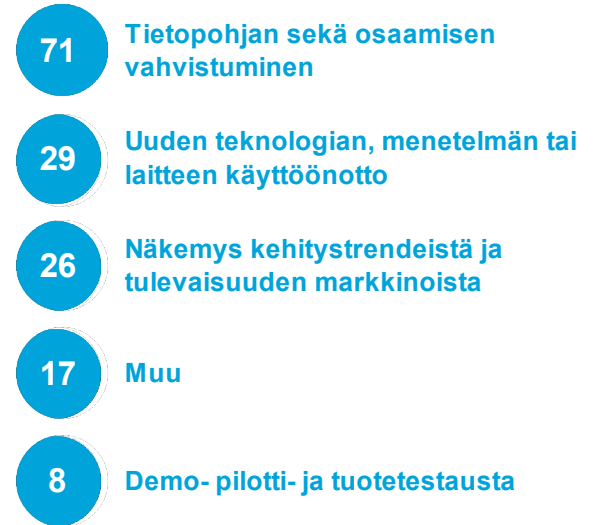 71
Tietopohjan sekä osaamisen
vahvistuminen
29
Uuden teknologian, menetelmän tai
laitteen käyttöönotto
26
Näkemys kehitystrendeistä ja
tulevaisuuden markkinoista
17
Muu
8
Demo- pilotti- ja tuotetestausta